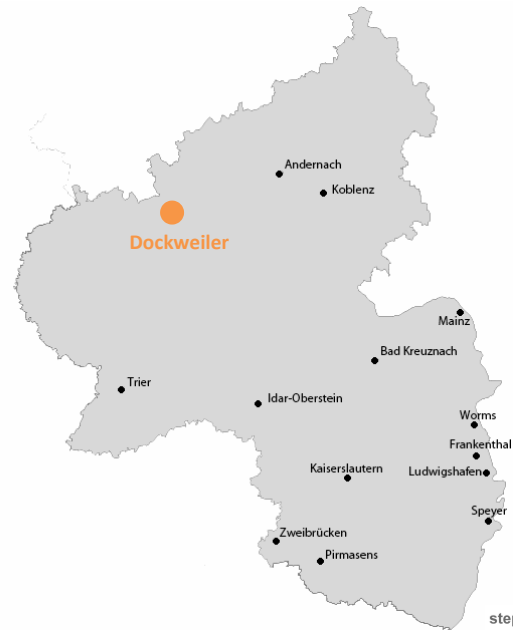 Andernach
Koblenz
Dockweiler
Mainz
Bad Kreuznach
Trier
Idar-Oberstein
Worms
Frankenthal
Kaiserslautern
Ludwigshafen
Speyer
Zweibrücken
Pirmasens
step